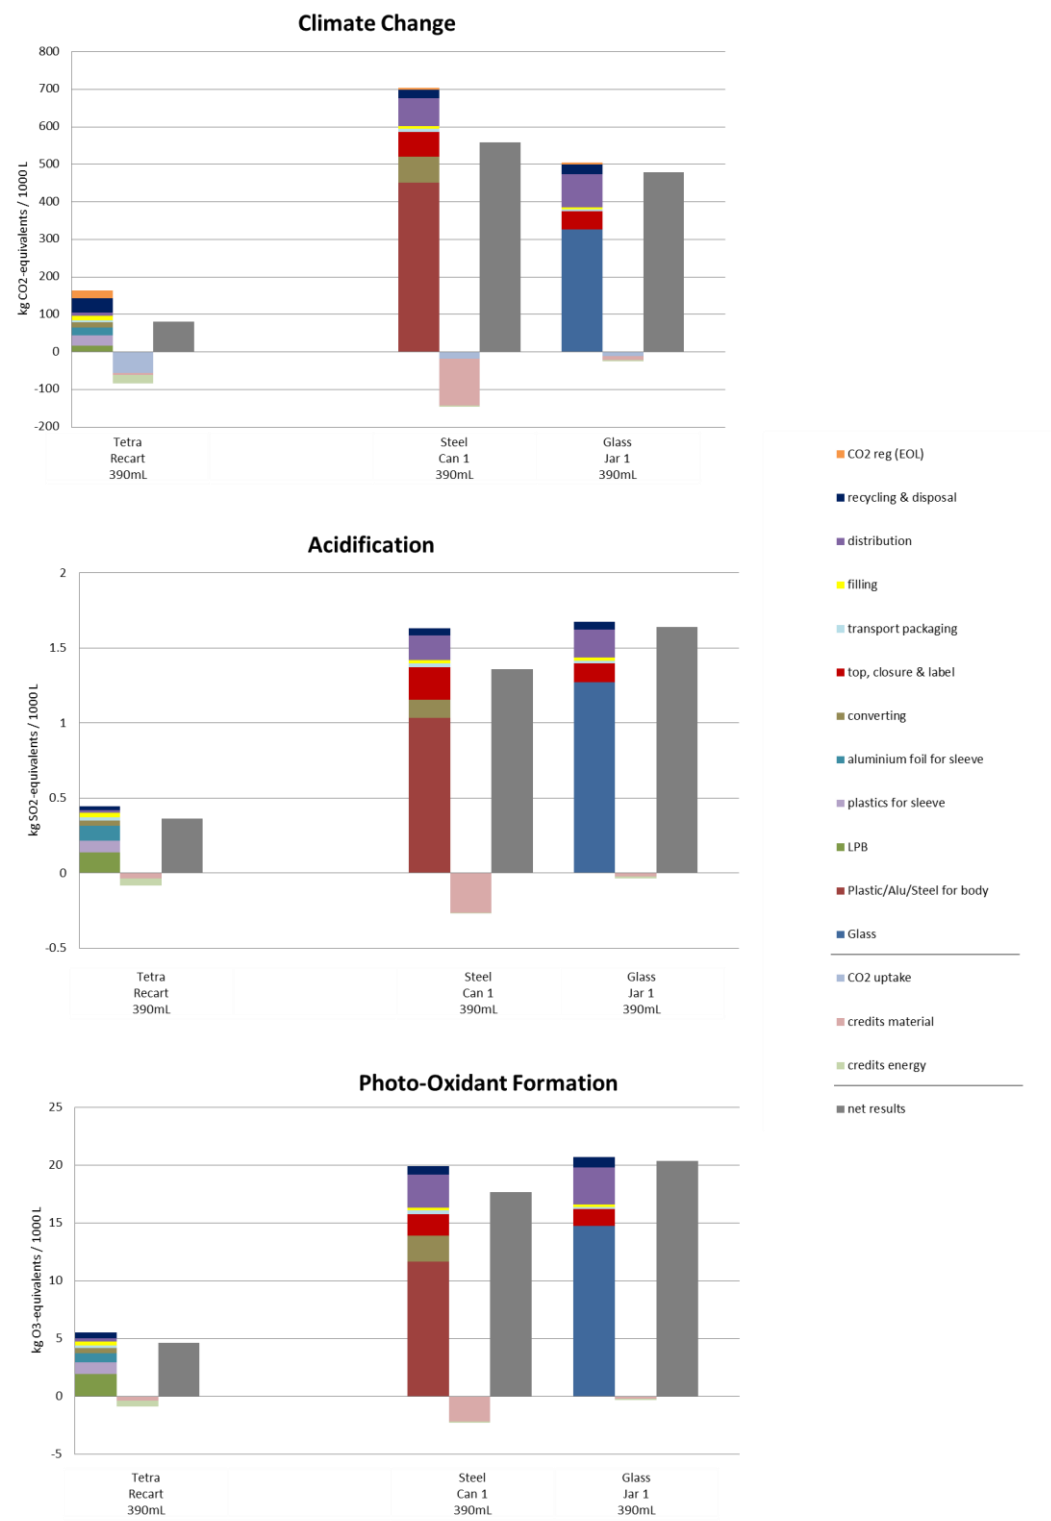 Climate Change
kg CO2-equivalents / 1000 L
800
700
600
500
400
300
200
100
0
-100
-200
Tetra
Recart
390mL
Steel
Can 1
390mL
Glass
Jar 1
390mL
Acidification
kg SO2-equivalents / 1000 L
2
1.5
1
0.5
0
-0.5
Tetra
Recart
390mL
Steel
Can 1
390mL
Glass
Jar 1
390mL
Photo-Oxidant Formation
kg O3-equivalents / 1000 L
25
20
15
10
5
0
-5
Tetra
Recart
390mL
Steel
Can 1
390mL
Glass
Jar 1
390mL
CO2 reg (EOL)
recycling & disposal
distribution
filling
transport packaging
top, closure & label
converting
aluminium foil for sleeve
plastics for sleeve
LPB
Plastic/Alu/Steel for body
Glass
CO2 uptake
credits material
credits energy
net results